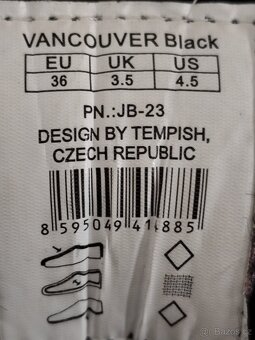 VANCOUVER Black
EU UK US
36 3.5 4.5
PN.:JB-23
DESIGN BY TEMPISH,
CZECH REPUBLIC
8 595049 414885